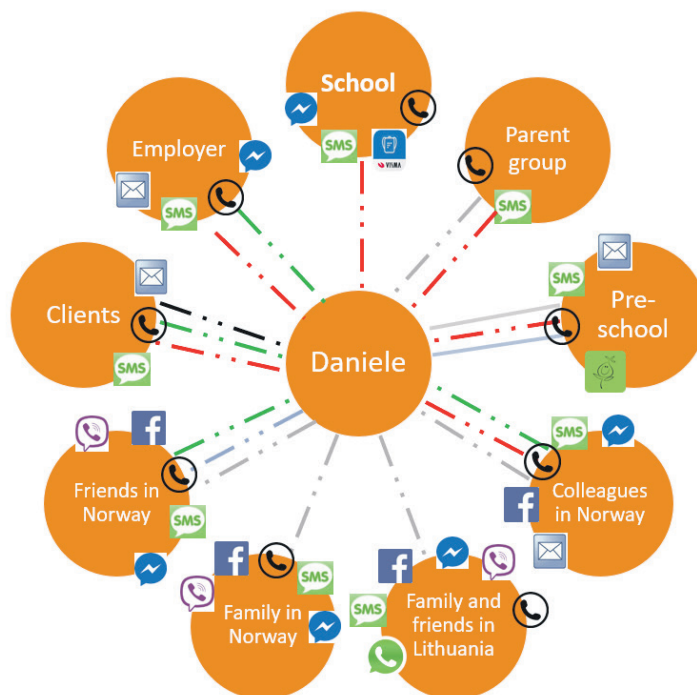 School
SMS
VISMA
Employer
SMS
Parent
group
SMS
Clients
SMS
SMS
Pre-
school
Daniele
Friends in
Norway
SMS
SMS
Colleagues
in Norway
Family in
Norway
SMS
SMS
Family and
friends in
Lithuania